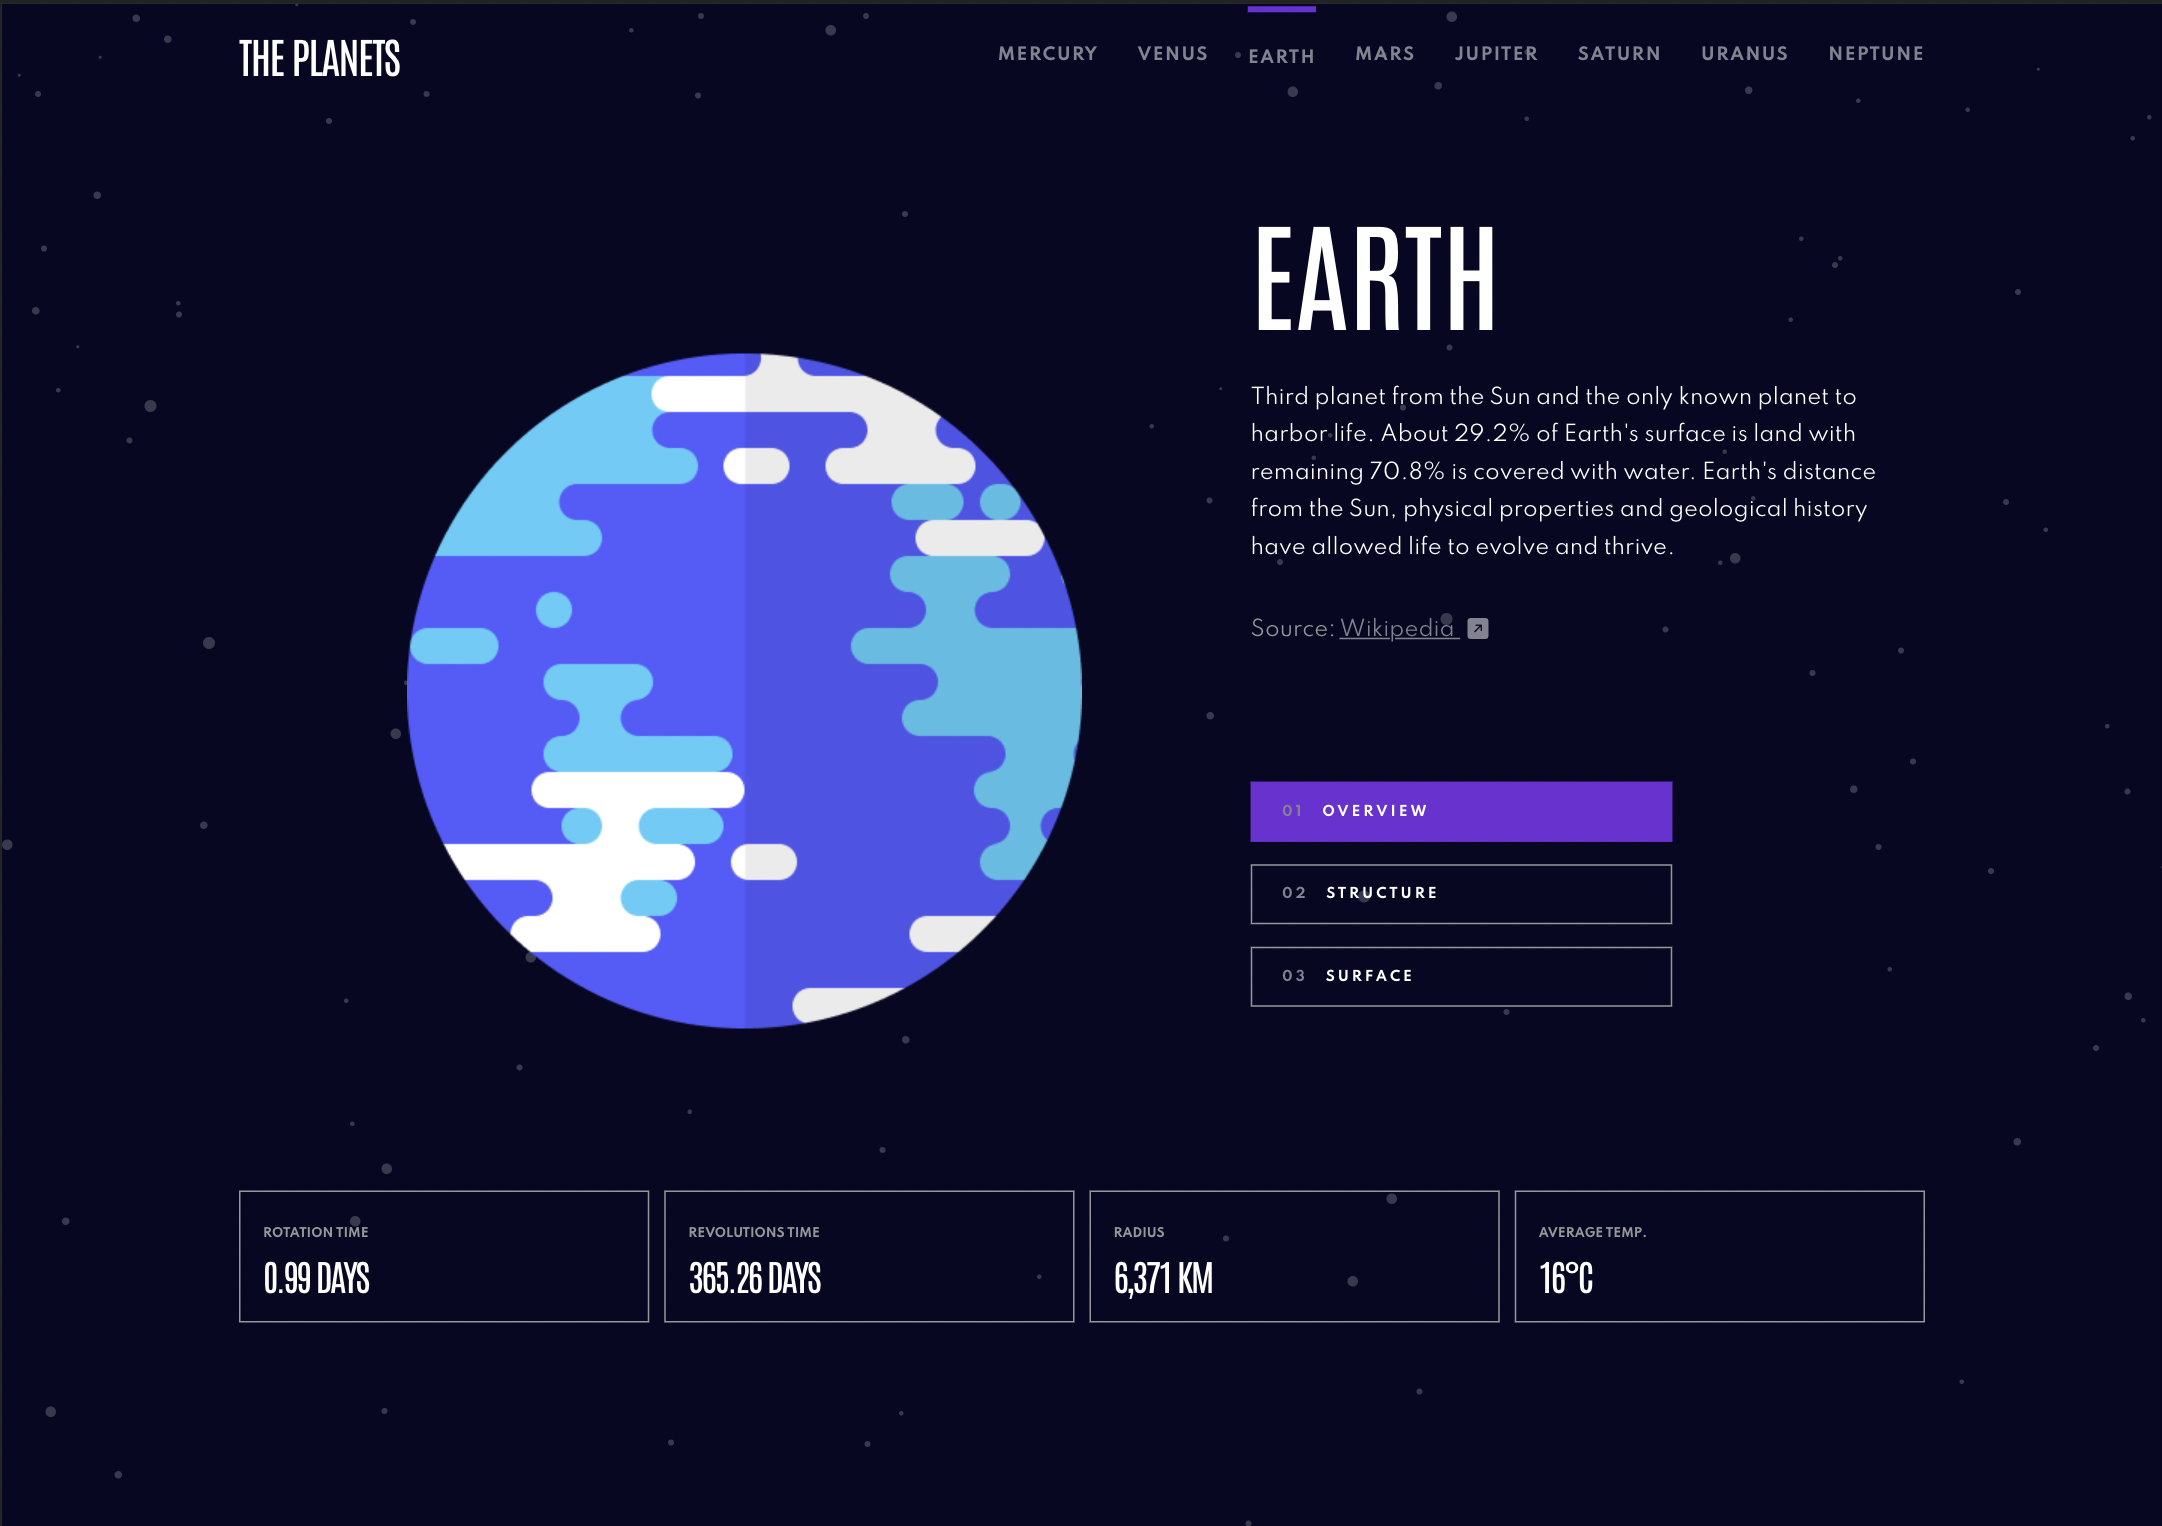 THE PLANETS
MERCURY VENUS EARTH MARS JUPITER SATURN URANUS NEPTUNE
EARTH
Third planet from the Sun and the only known planet to
harbor life. About 29.2% of Earth's surface is land with
remaining 70.8% is covered with water. Earth's distance
from the Sun, physical properties and geological history
have allowed life to evolve and thrive.
Source: Wikipedia
01 OVERVIEW
02 STRUCTURE
03 SURFACE
ROTATION TIME
0.99 DAYS
REVOLUTIONS TIME
365.26 DAYS
RADIUS
6,371 KM
AVERAGE TEMP.
16°C